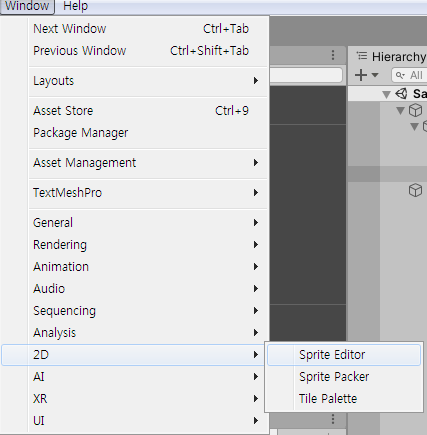 Window Help
Next Window Ctrl+Tab
Previous Window Ctrl+Shift+Tab
Layouts
Asset Store Ctrl+9
Package Manager
Asset Management
TextMeshPro
General
Rendering
Animation
Audio
Sequencing
Analysis
2D
AI
XR
UI
Sprite Editor
Sprite Packer
Tile Palette
Hierarchy
All
Sa